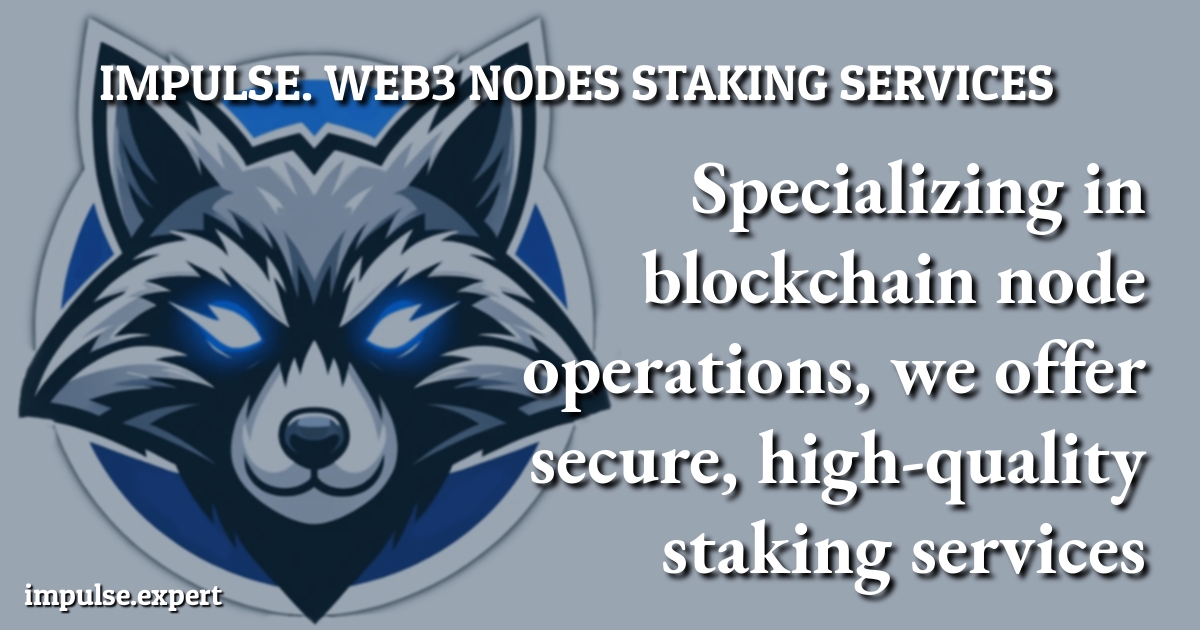 IMPULSE. WEB3 NODES STAKING SERVICES
Specializing in
blockchain node
operations, we offer
secure, high-quality
staking services
impulse.expert